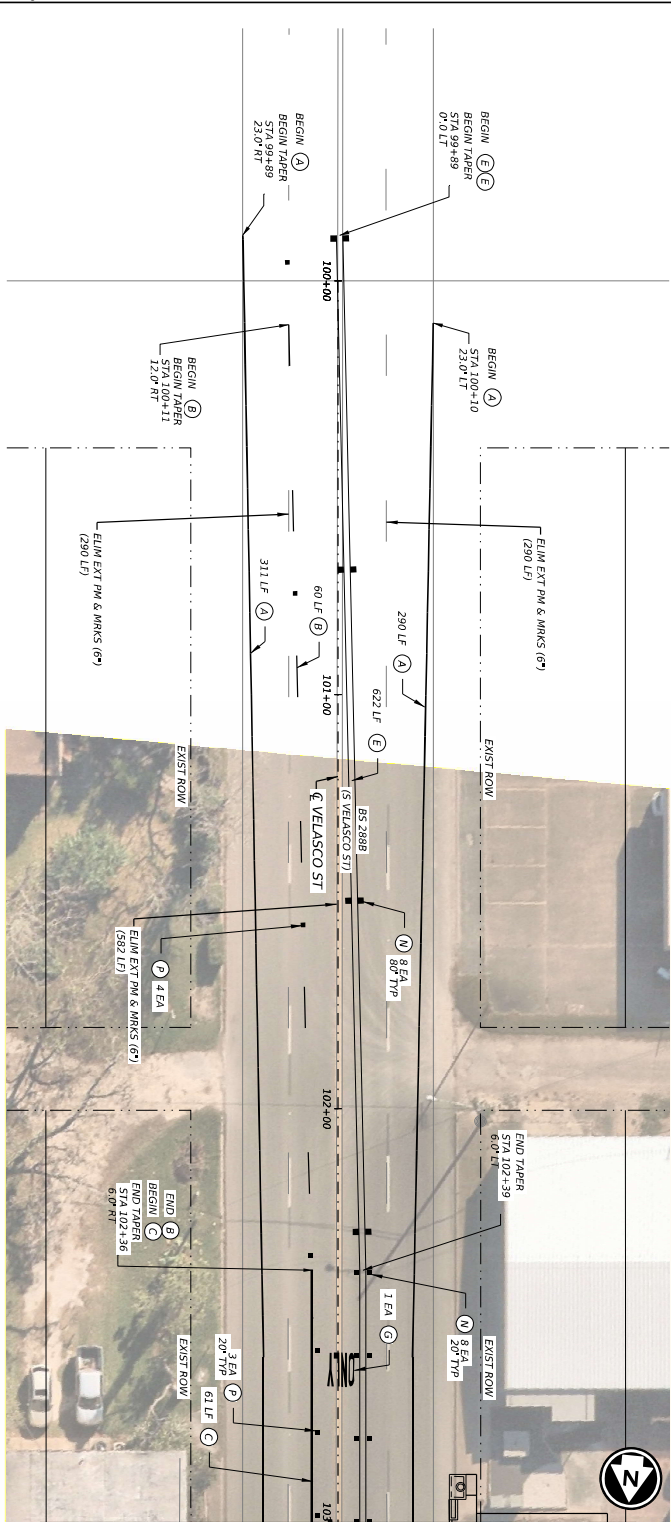 BEGIN E E
BEGIN TAPER
STA 99+89
0'.0 LT
BEGIN A
BEGIN TAPER
STA 99+89
23.0' RT
100+00
BEGIN A
STA 100+10
23.0' LT
BEGIN B
BEGIN TAPER
STA 100+11
12.0' RT
ELIM EXT PM & MRKS (6")
(290 LF)
ELIM EXT PM & MRKS (6")
(290 LF)
311 LF A
60 LF B
290 LF A
101+00
622 LF E
EXIST ROW
EXIST ROW
BS 288B
(S VELASCO ST)
℄ VELASCO ST
N 8 EA
80' TYP
ELIM EXT PM & MRKS (6")
(582 LF)
P 4 EA
102+00
END TAPER
STA 102+39
6.0' LT
END B
BEGIN C
END TAPER
STA 102+36
6.0' RT
1 EA G
N 8 EA
20' TYP
ONLY
EXIST ROW
EXIST ROW
3 EA P
20' TYP
61 LF C
N
103